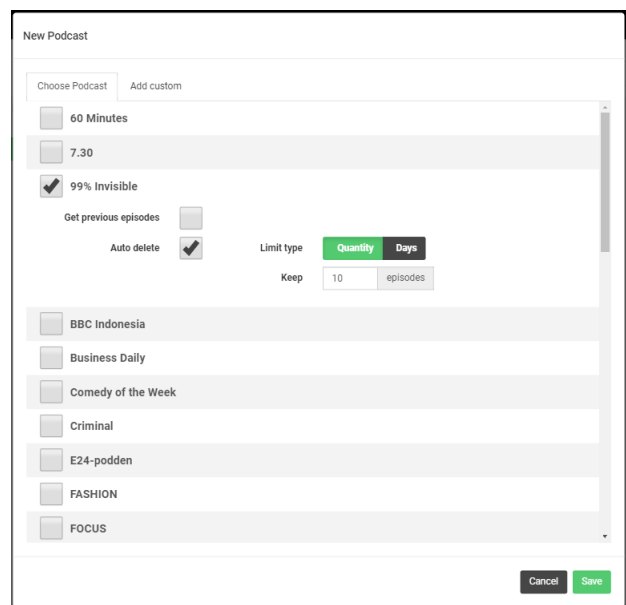 New Podcast
Choose Podcast Add custom
60 Minutes
7.30
99% Invisible
Get previous episodes
Auto delete Limit type Quantity Days
Keep 10 episodes
BBC Indonesia
Business Daily
Comedy of the Week
Criminal
E24-podden
FASHION
FOCUS
Cancel Save